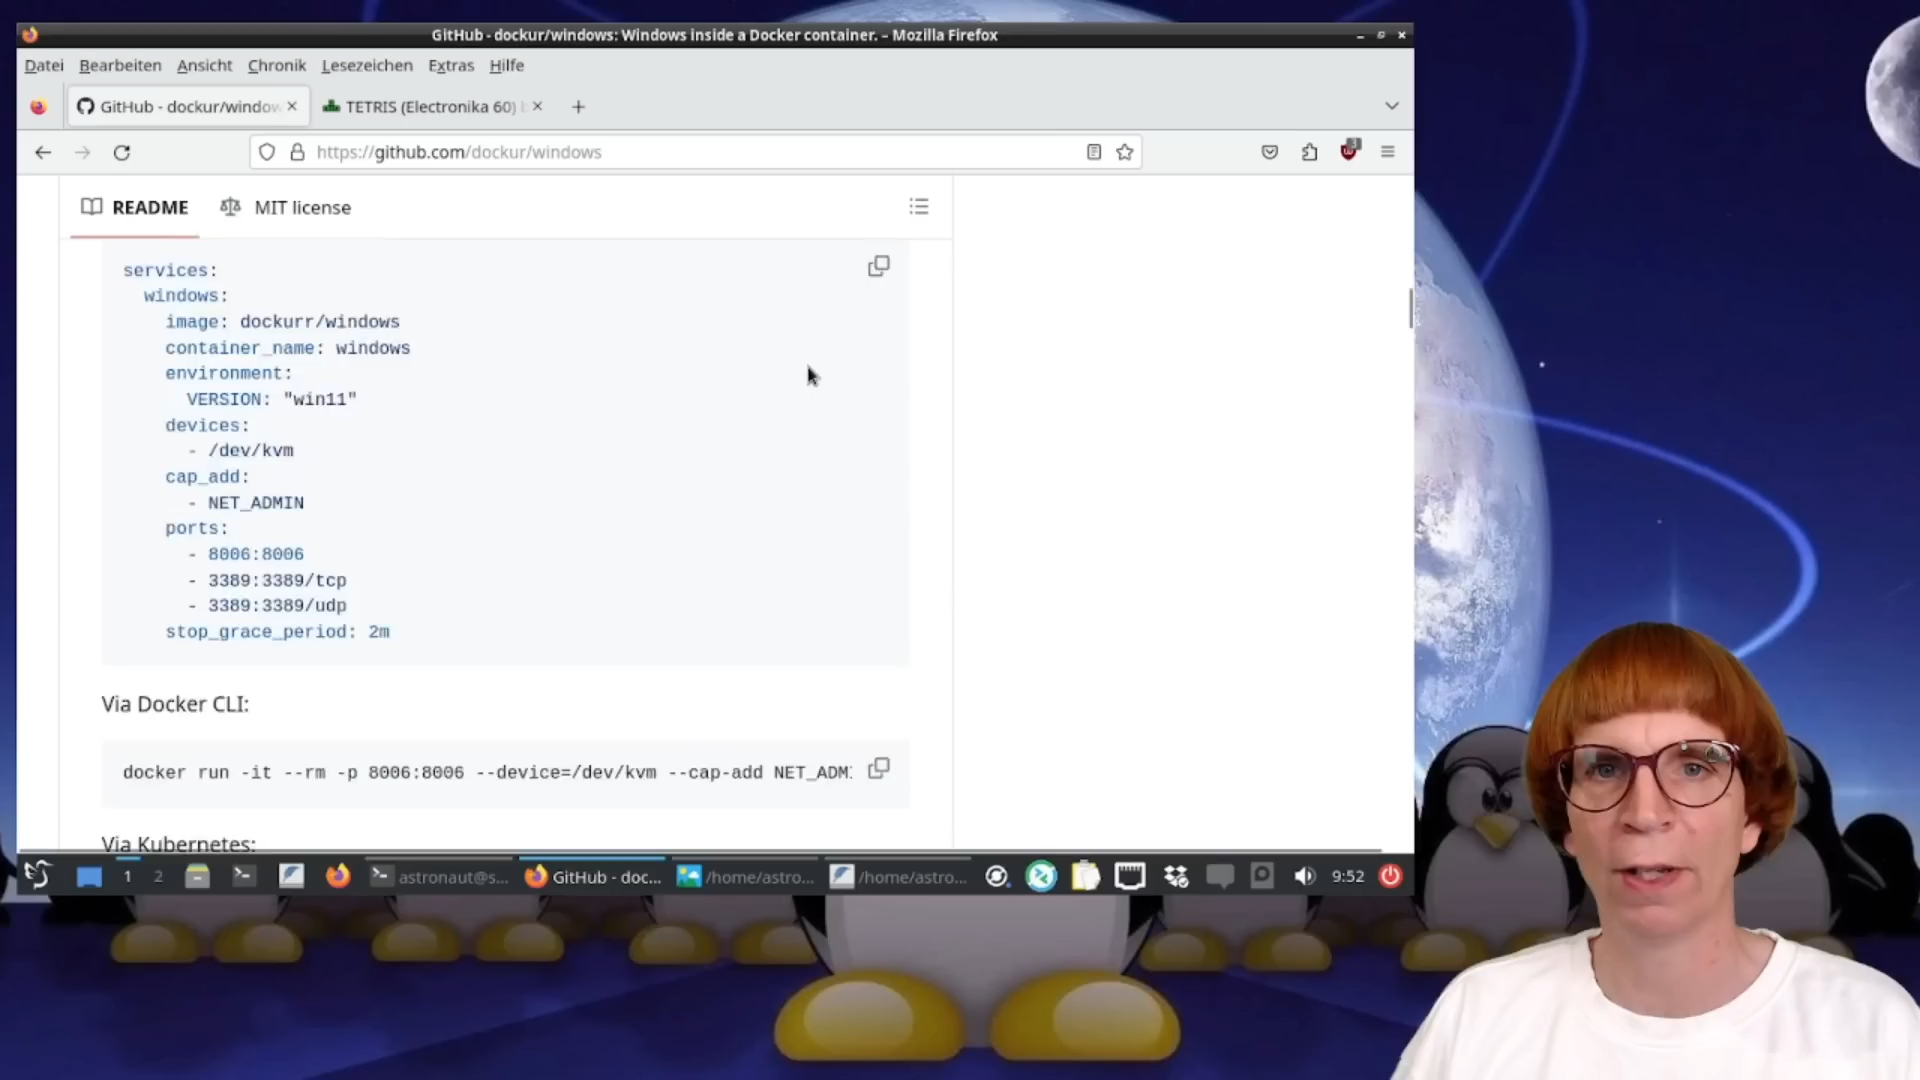 GitHub - dockur/windows: Windows inside a Docker container. – Mozilla Firefox
Datei Bearbeiten Ansicht Chronik Lesezeichen Extras Hilfe
GitHub - dockur/window
TETRIS (Electronika 60)
https://github.com/dockur/windows
3
README
MIT license
services:
windows:
image: dockurr/windows
container_name: windows
environment:
VERSION: "win11"
devices:
- /dev/kvm
cap_add:
- NET_ADMIN
ports:
- 8006:8006
- 3389:3389/tcp
- 3389:3389/udp
stop_grace_period: 2m
Via Docker CLI:
docker run -it --rm -p 8006:8006 --device=/dev/kvm --cap-add NET_ADM
Via Kubernetes:
1 2
astronaut@s...
GitHub - doc...
/home/astro...
/home/astro...
9:52